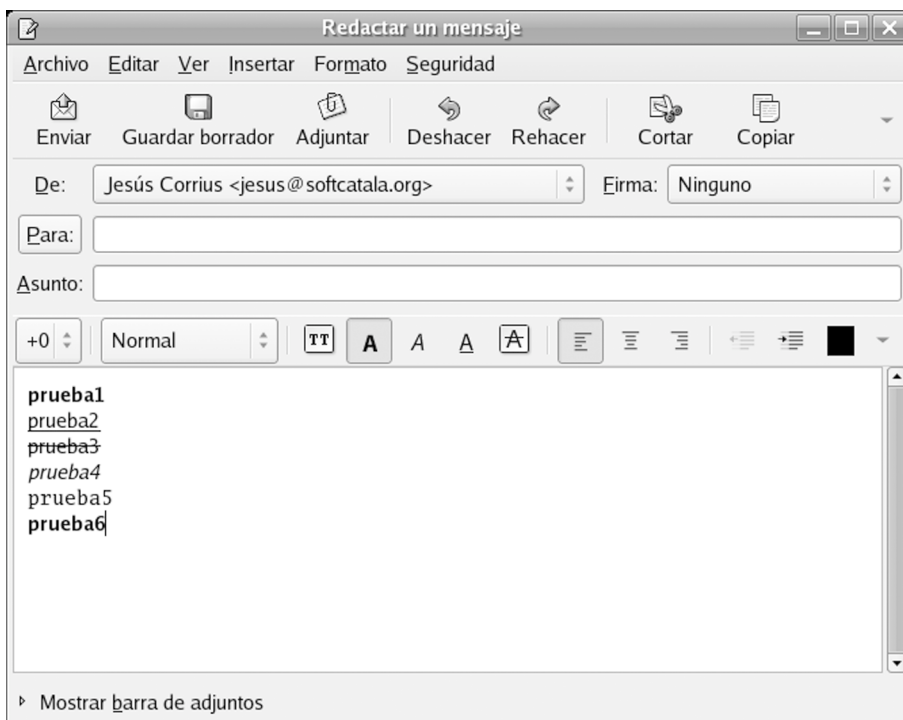 Redactar un mensaje
Archivo Editar Ver Insertar Formato Seguridad
Enviar Guardar borrador Adjuntar Deshacer Rehacer Cortar Copiar
De: Jesús Corrius <jesus@softcatala.org> Firma: Ninguno
Para:
Asunto:
+0 Normal TT A A A A
prueba1
prueba2
prueba3
prueba4
prueba5
prueba6
Mostrar barra de adjuntos